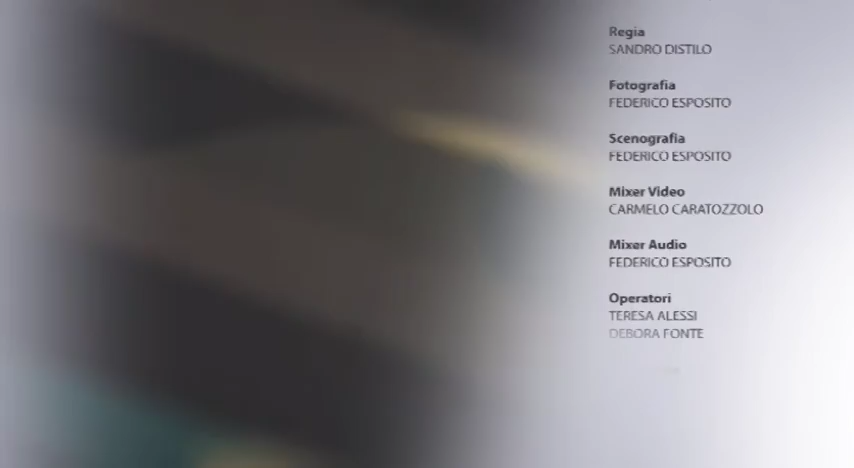 Regia
SANDRO DISTILO
Fotografia
FEDERICO ESPOSITO
Scenografia
FEDERICO ESPOSITO
Mixer Video
CARMELO CARATOZZOLO
Mixer Audio
FEDERICO ESPOSITO
Operatori
TERESA ALESSI
DEBORA FONTE